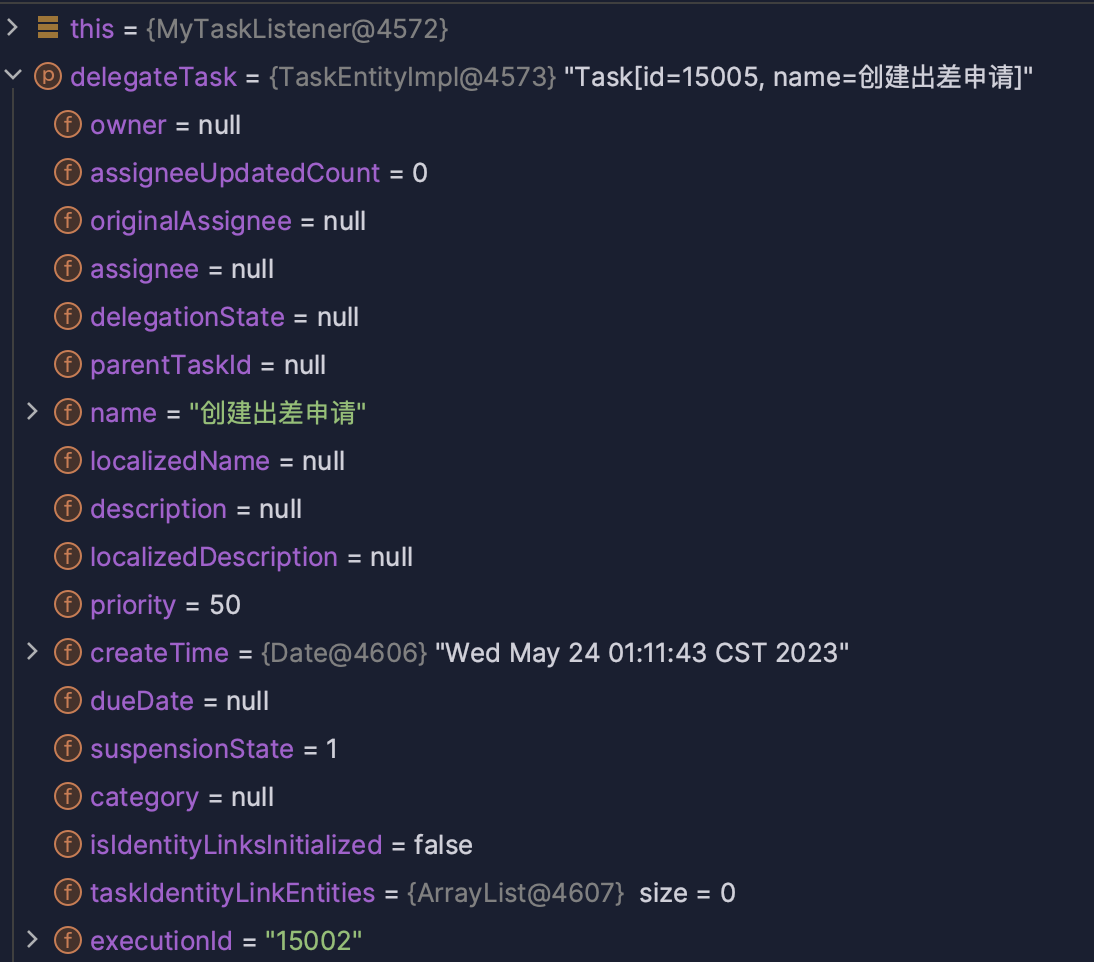 this = {MyTaskListener@4572}
p delegateTask = {TaskEntityImpl@4573} "Task[id=15005, name=创建出差申请]"
f owner = null
f assigneeUpdatedCount = 0
f originalAssignee = null
f assignee = null
f delegationState = null
f parentTaskId = null
f name = "创建出差申请"
f localizedName = null
f description = null
f localizedDescription = null
f priority = 50
f createTime = {Date@4606} "Wed May 24 01:11:43 CST 2023"
f dueDate = null
f suspensionState = 1
f category = null
f isIdentityLinksInitialized = false
f taskIdentityLinkEntities = {ArrayList@4607} size = 0
f executionId = "15002"